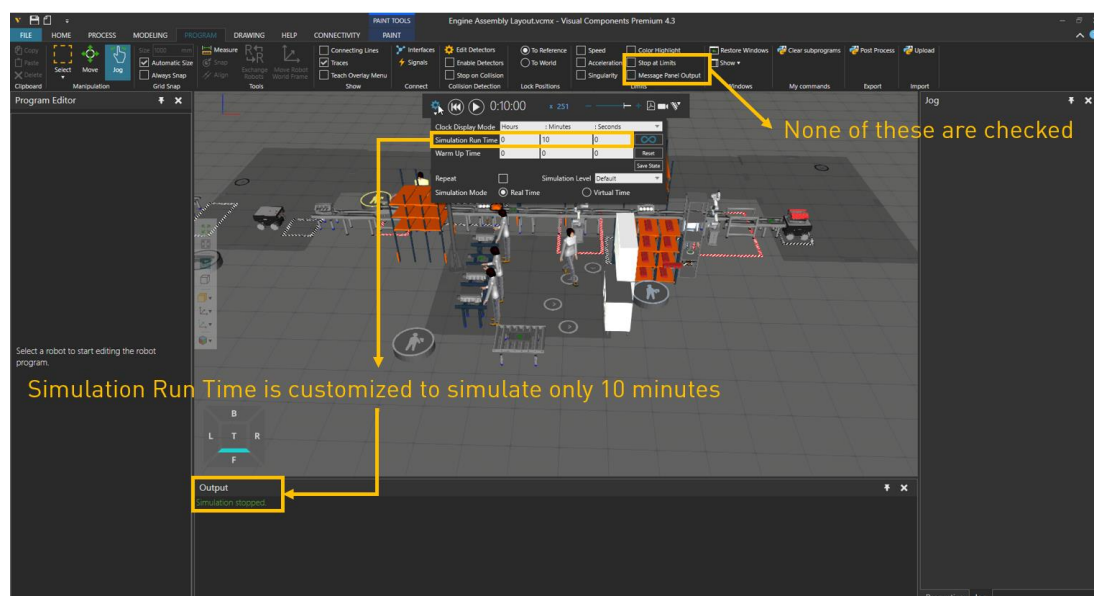 PAINT TOOLS
Engine Assembly Layout.vcmx - Visual Components Premium 4.3
FILE HOME PROCESS MODELING PROGRAM DRAWING HELP CONNECTIVITY PAINT
Copy
Paste
Delete
Clipboard
Select
Move
Jog
Manipulation
Size 1000 mm
Automatic Size
Always Snap
Grid Snap
Measure
Snap
Align
Exchange Robots
Move Robot World Frame
Tools
Connecting Lines
Traces
Teach Overlay Menu
Show
Interfaces
Signals
Connect
Edit Detectors
Enable Detectors
Stop on Collision
Collision Detection
To Reference
To World
Lock Positions
Speed
Acceleration
Singularity
Color Highlight
Stop at Limits
Message Panel Output
Limits
Restore Windows
Show
Windows
Clear subprograms
My commands
Post Process
Export
Upload
Import
Program Editor
Select a robot to start editing the robot
program.
0:10:00 x 251
Clock Display Mode Hours : Minutes : Seconds
Simulation Run Time 0 10 0
Warm Up Time 0 0 0 Reset
Save State
Repeat Simulation Level Default
Simulation Mode Real Time Virtual Time
Jog
None of these are checked
Simulation Run Time is customized to simulate only 10 minutes
B
L T R
F
Output
Simulation stopped.